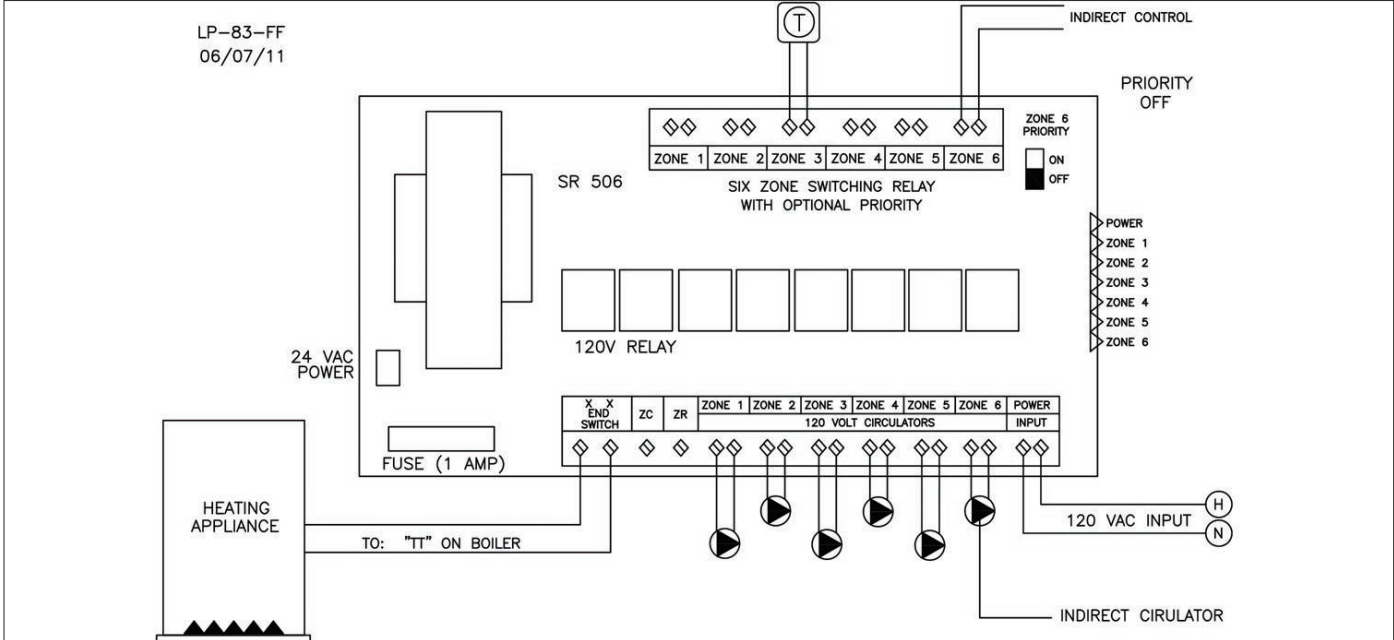 LP-83-FF
06/07/11
T
INDIRECT CONTROL
PRIORITY
OFF
ZONE 6
PRIORITY
ON
OFF
ZONE 1 ZONE 2 ZONE 3 ZONE 4 ZONE 5 ZONE 6
SR 506
SIX ZONE SWITCHING RELAY
WITH OPTIONAL PRIORITY
POWER
ZONE 1
ZONE 2
ZONE 3
ZONE 4
ZONE 5
ZONE 6
120V RELAY
24 VAC
POWER
FUSE (1 AMP)
X X
END
SWITCH
ZC
ZR
ZONE 1 ZONE 2 ZONE 3 ZONE 4 ZONE 5 ZONE 6
120 VOLT CIRCULATORS
POWER
INPUT
HEATING
APPLIANCE
TO: "TT" ON BOILER
120 VAC INPUT
H
N
INDIRECT CIRULATOR